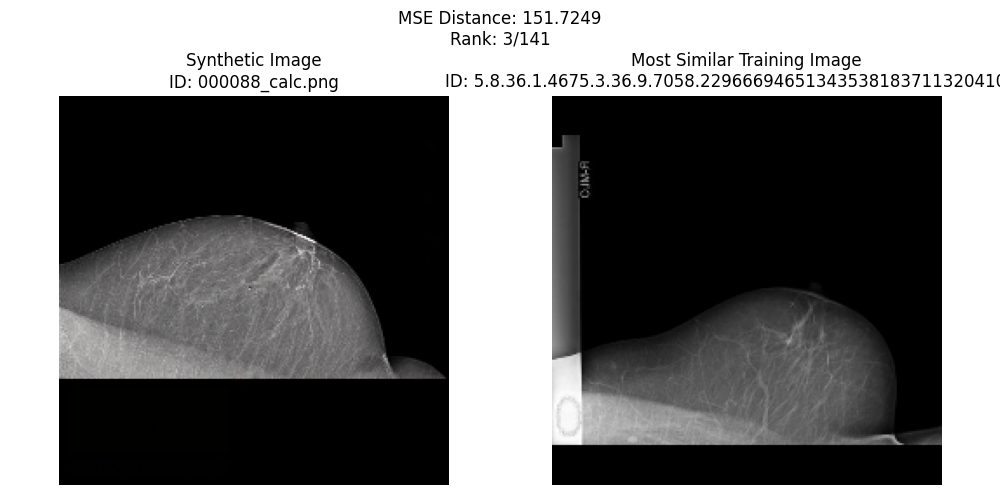 MSE Distance: 151.7249
Rank: 3/141
Synthetic Image
ID: 000088_calc.png
Most Similar Training Image
ID: 5.8.36.1.4675.3.36.9.7058.22966694651343538183711320410